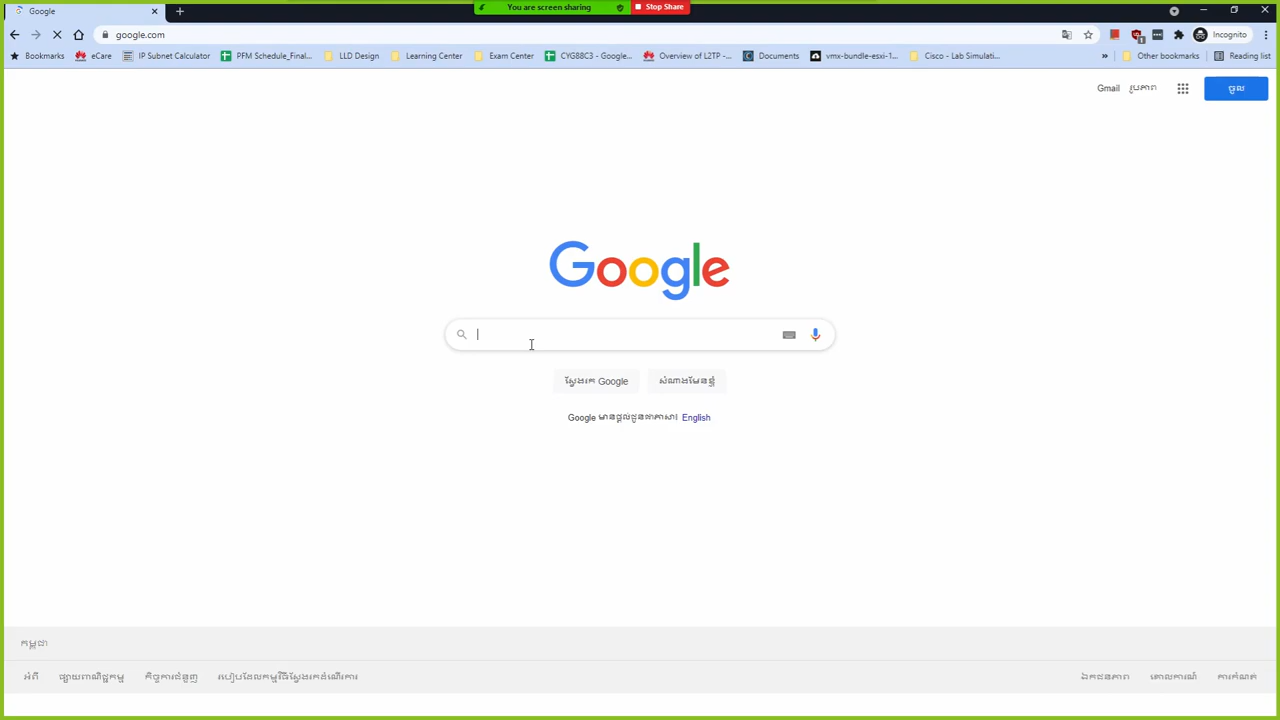 You are screen sharing
Stop Share
Google
google.com
Incognito
Bookmarks
eCare
IP Subnet Calculator
PFM Schedule_Final...
LLD Design
Learning Center
Exam Center
CYG88C3 - Google...
Overview of L2TP -...
Documents
vmx-bundle-esxi-1...
Cisco - Lab Simulati...
»
Other bookmarks
Reading list
Gmail
រូបភាព
ចូល
Google
ស្វែងរក Google
សំណាងមែនខ្ញុំ
Google មានផ្តល់ជូនជាភាសា៖ English
កម្ពុជា
អំពី
ផ្សាយពាណិជ្ជកម្ម
កិច្ចការជំនួញ
របៀបដែលកម្មវិធីស្វែងរកដំណើរការ
ឯកជនភាព
គោលការណ៍
ការកំណត់